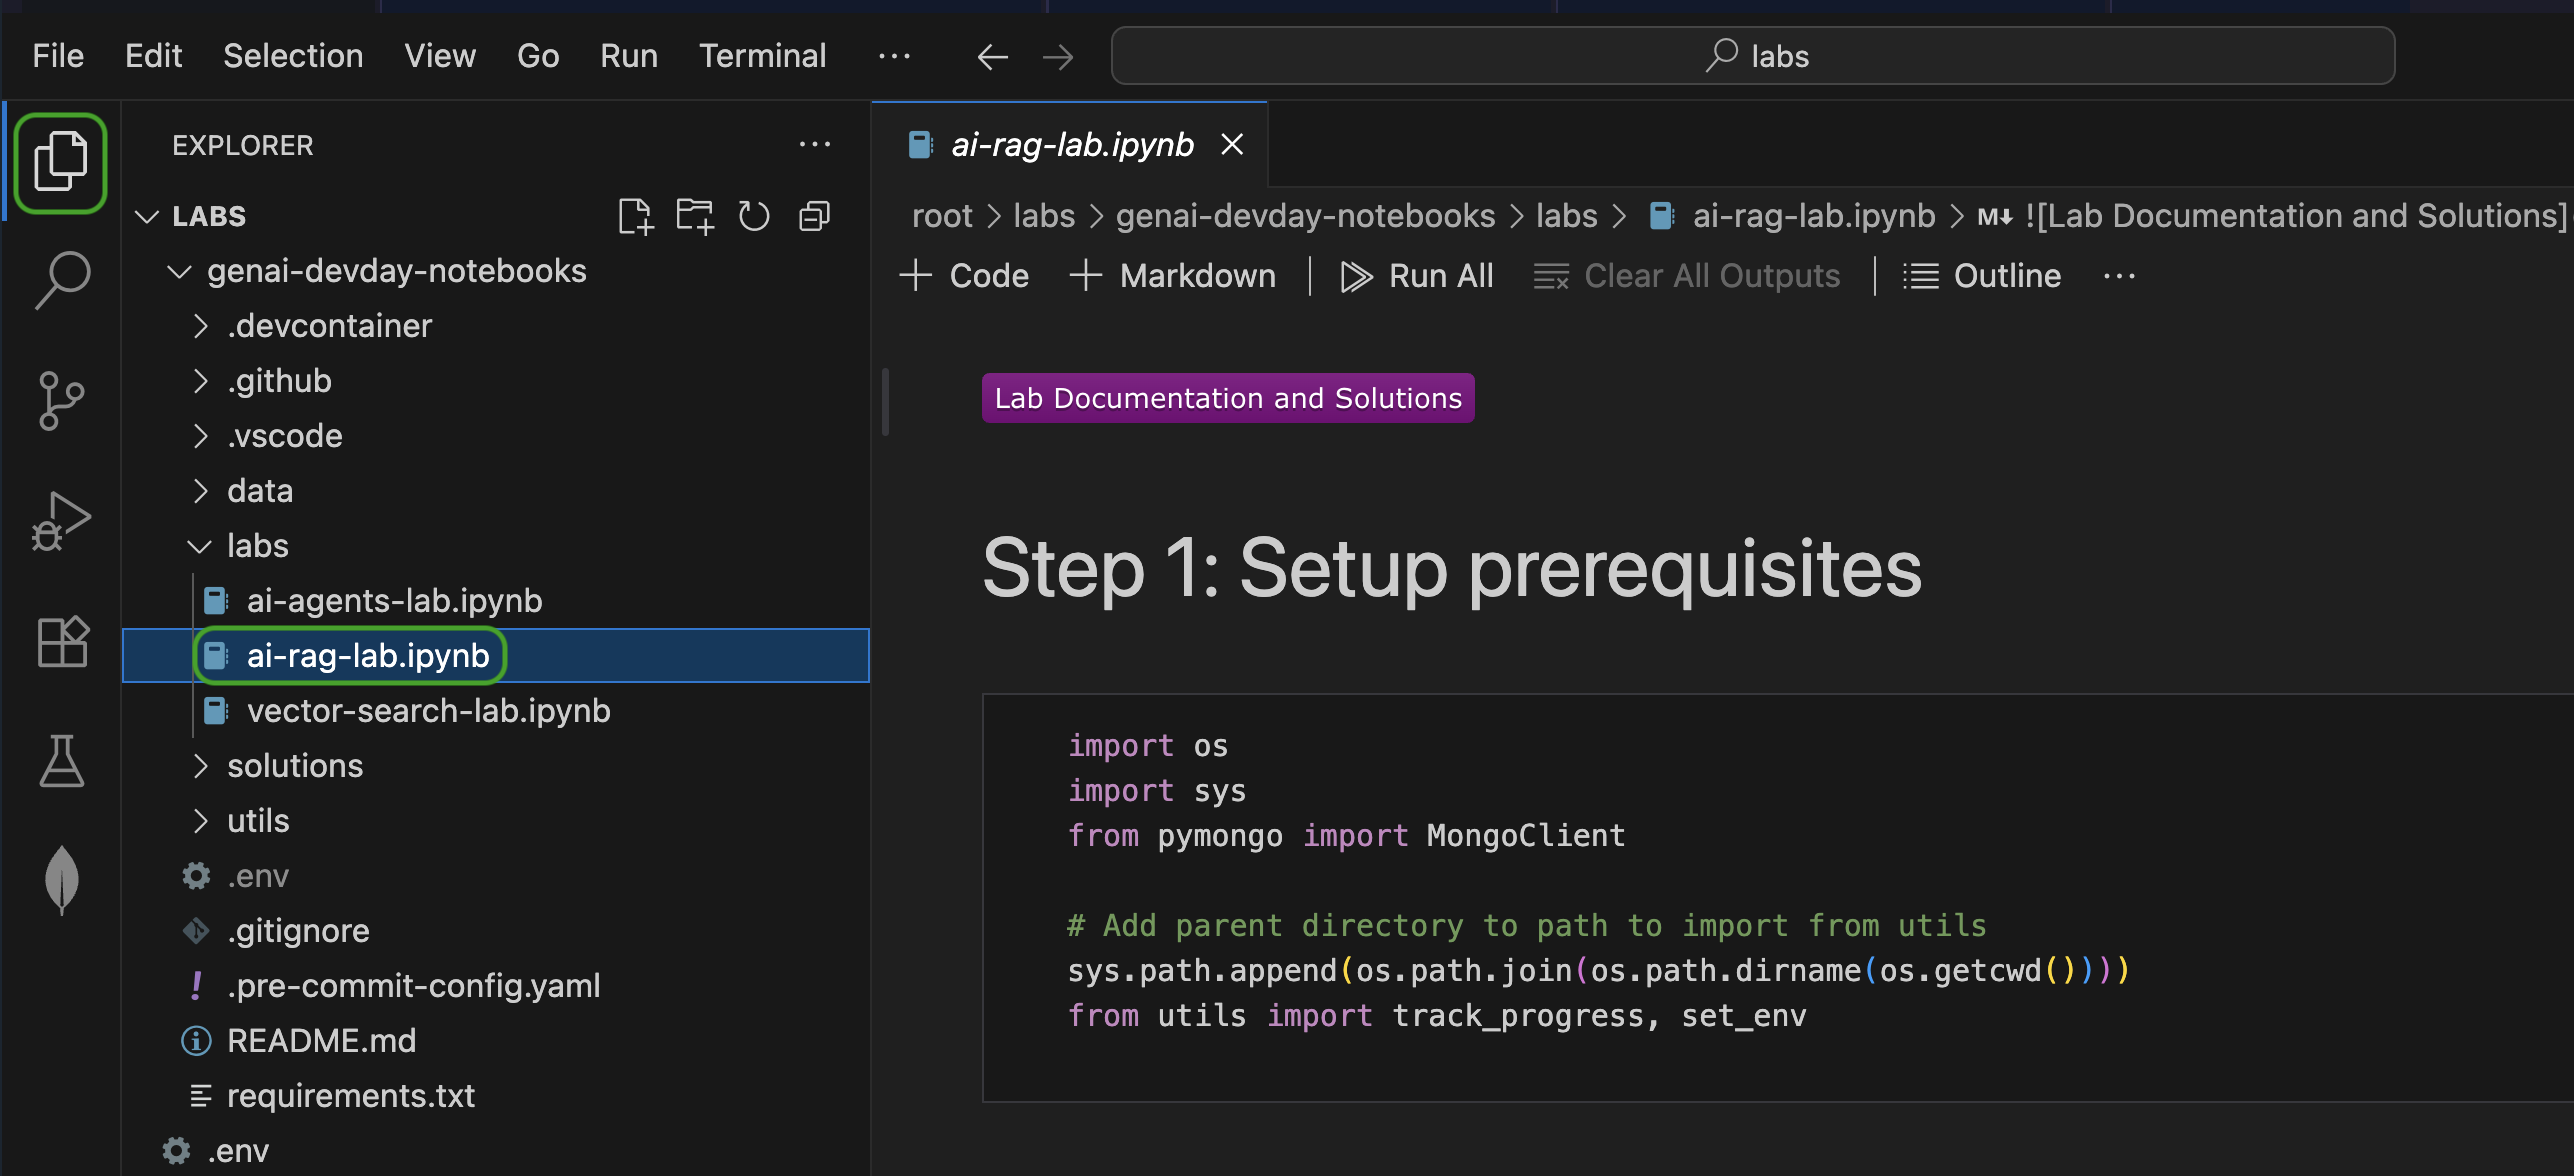 File Edit Selection View Go Run Terminal ···
labs
EXPLORER ···
LABS
genai-devday-notebooks
.devcontainer
.github
.vscode
data
labs
ai-agents-lab.ipynb
ai-rag-lab.ipynb
vector-search-lab.ipynb
solutions
utils
.env
.gitignore
! .pre-commit-config.yaml
README.md
requirements.txt
.env
ai-rag-lab.ipynb
root > labs > genai-devday-notebooks > labs > ai-rag-lab.ipynb > M↓ ![Lab Documentation and Solutions]
+ Code + Markdown | Run All Clear All Outputs | Outline ···
Lab Documentation and Solutions
Step 1: Setup prerequisites
import os
import sys
from pymongo import MongoClient
# Add parent directory to path to import from utils
sys.path.append(os.path.join(os.path.dirname(os.getcwd())))
from utils import track_progress, set_env